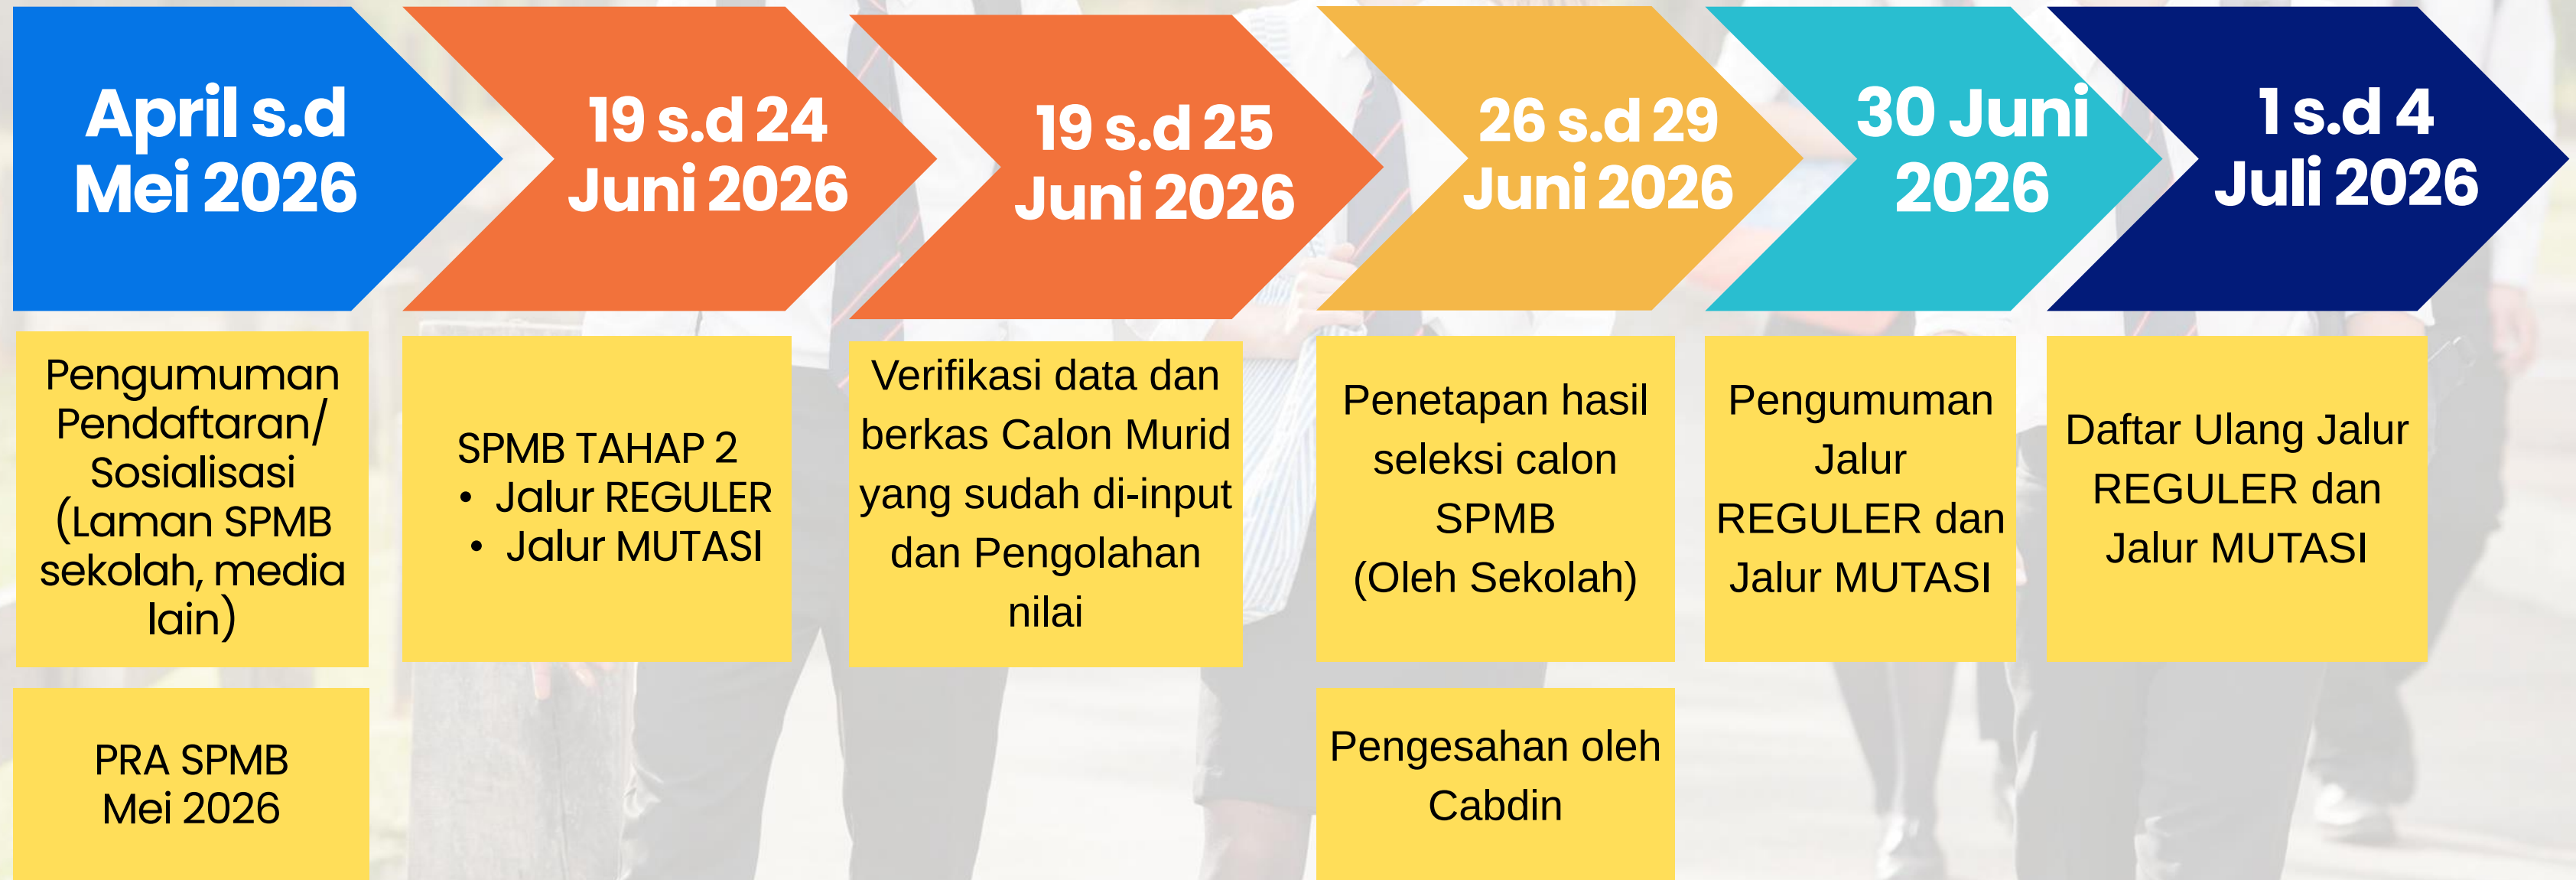 April s.d
Mei 2026
19 s.d 24
Juni 2026
19 s.d 25
Juni 2026
26 s.d 29
Juni 2026
30 Juni
2026
1 s.d 4
Juli 2026
Pengumuman
Pendaftaran/
Sosialisasi
(Laman SPMB
sekolah, media
lain)
PRA SPMB
Mei 2026
SPMB TAHAP 2
• Jalur REGULER
• Jalur MUTASI
Verifikasi data dan
berkas Calon Murid
yang sudah di-input
dan Pengolahan
nilai
Penetapan hasil
seleksi calon
SPMB
(Oleh Sekolah)
Pengesahan oleh
Cabdin
Pengumuman
Jalur
REGULER dan
Jalur MUTASI
Daftar Ulang Jalur
REGULER dan
Jalur MUTASI